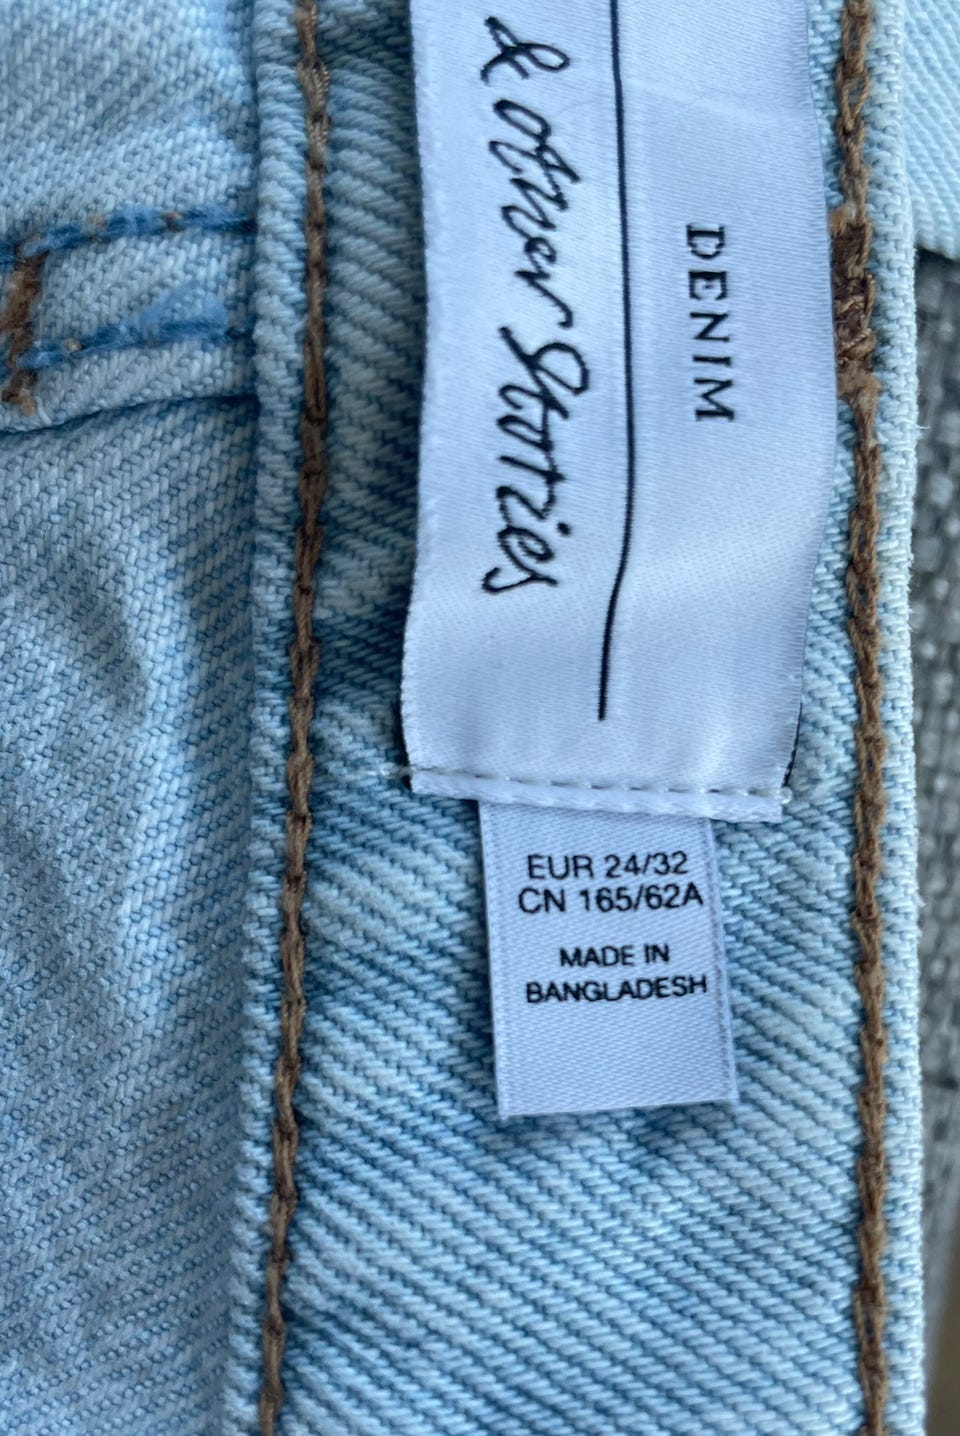 & other Stories
DENIM
EUR 24/32
CN 165/62A
MADE IN
BANGLADESH